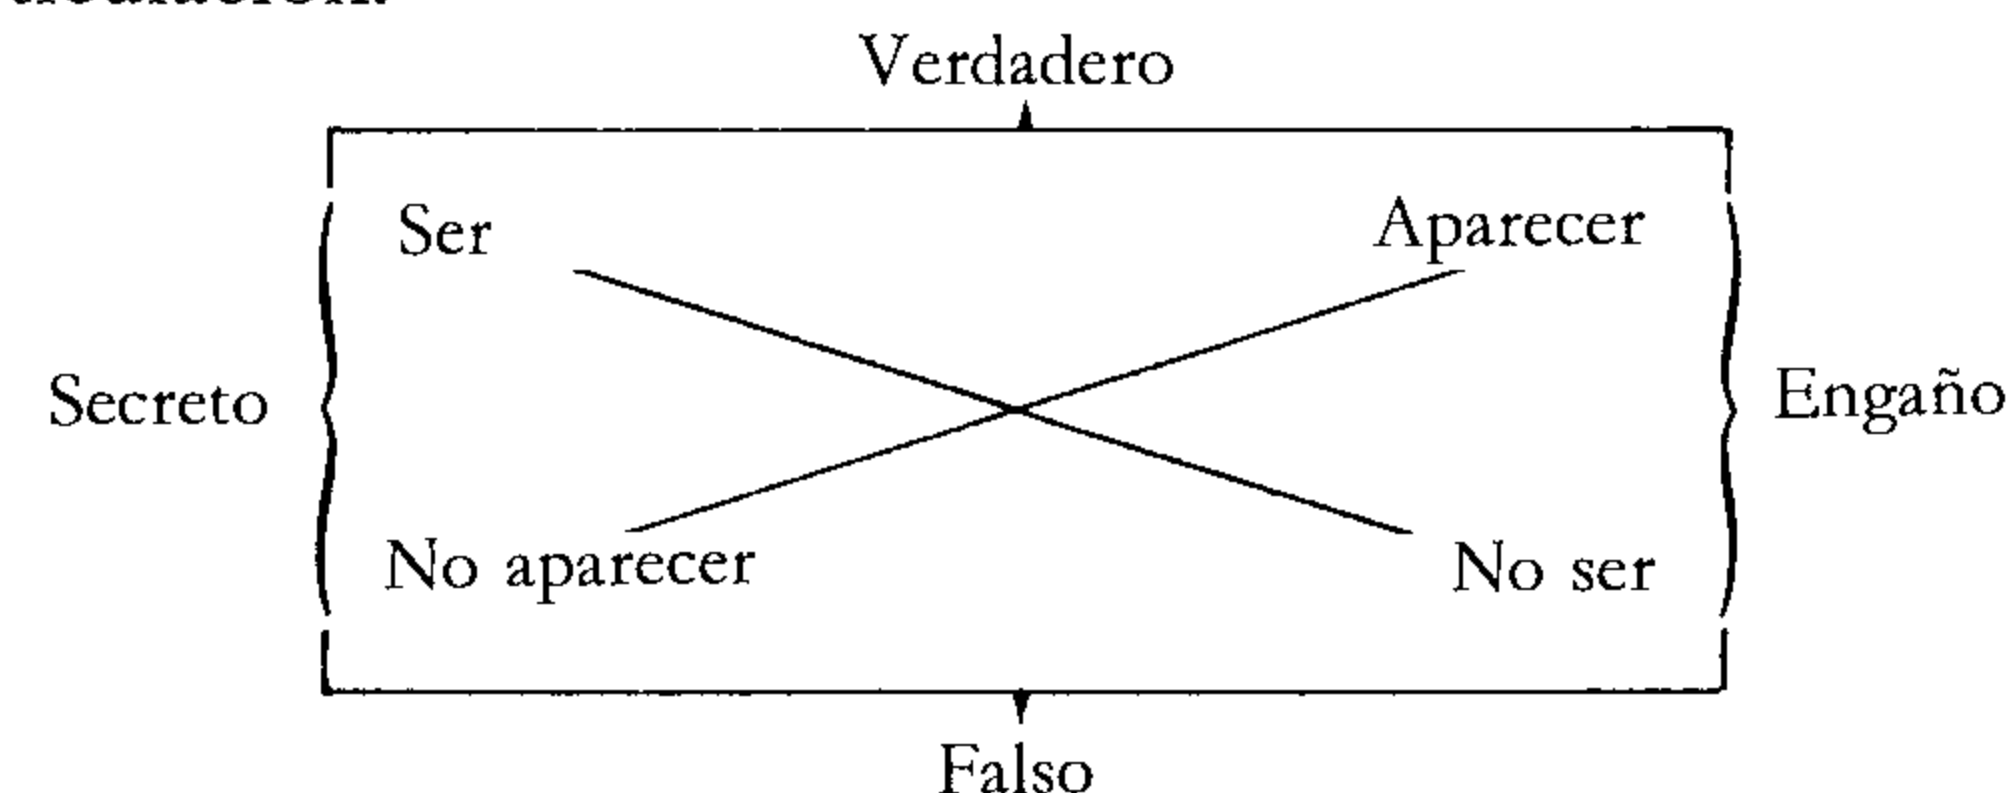 Verdadero
Ser Aparecer
Secreto Engaño
No aparecer No ser
Falso